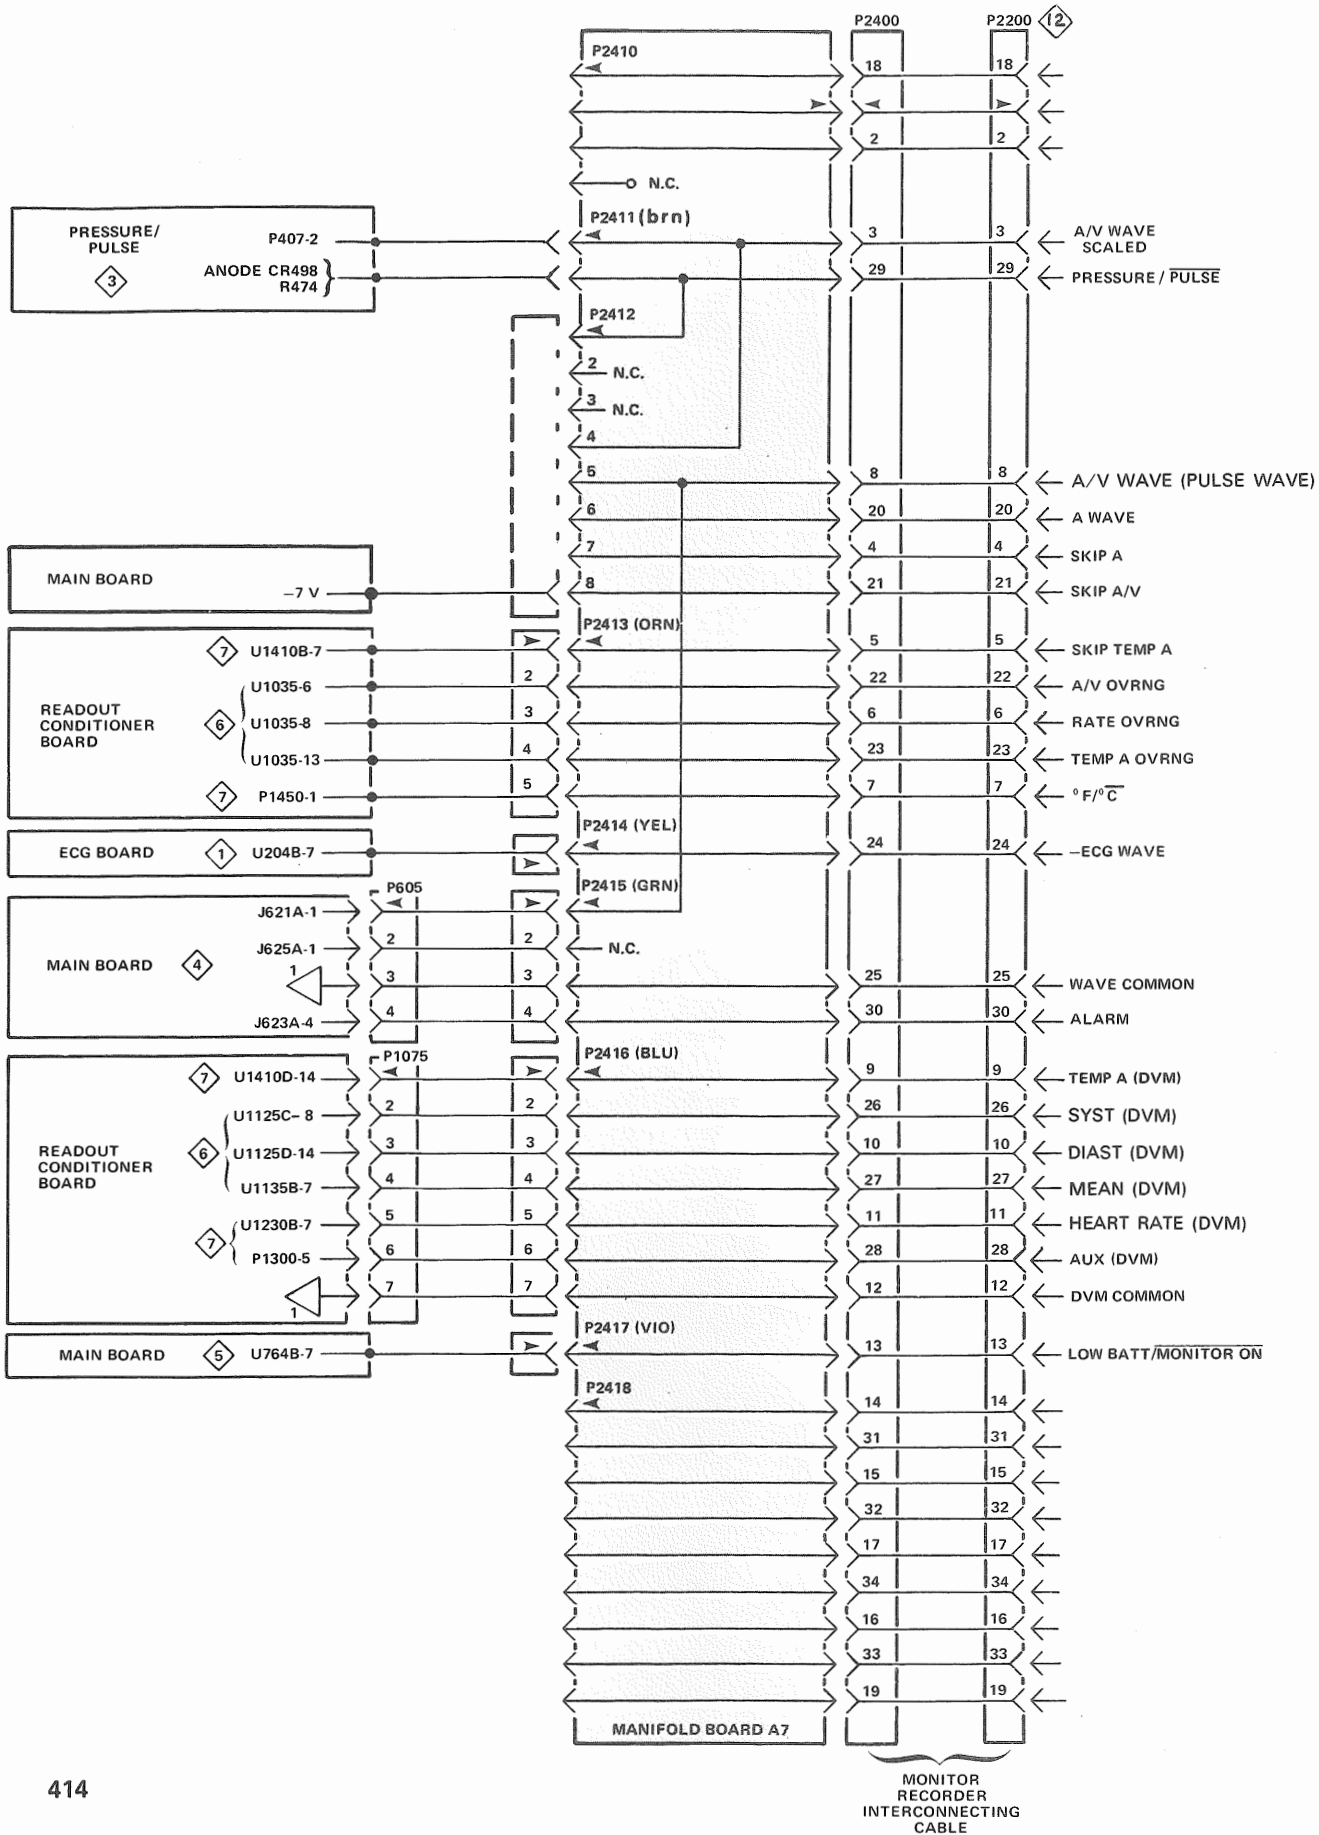 P2400 P2200 12
P2410
18 18
2 2
N.C.
P2411 (brn)
PRESSURE/
PULSE
3
P407-2
3 3 A/V WAVE
SCALED
ANODE CR498
R474
29 29 PRESSURE / PULSE
P2412
2 N.C.
3 N.C.
4
5 8 8 A/V WAVE (PULSE WAVE)
6 20 20 A WAVE
7 4 4 SKIP A
MAIN BOARD
–7 V 8 21 21 SKIP A/V
P2413 (ORN)
7 U1410B-7 5 5 SKIP TEMP A
U1035-6 2 22 22 A/V OVRNG
READOUT
CONDITIONER
BOARD
6 U1035-8 3 6 6 RATE OVRNG
U1035-13 4 23 23 TEMP A OVRNG
7 P1450-1 5 7 7 °F/°C
P2414 (YEL)
ECG BOARD 1 U204B-7 24 24 –ECG WAVE
P605 P2415 (GRN)
J621A-1
J625A-1 2 2 N.C.
MAIN BOARD 4
1 3 3 25 25 WAVE COMMON
J623A-4 4 4 30 30 ALARM
P1075 P2416 (BLU)
7 U1410D-14 9 9 TEMP A (DVM)
U1125C– 8 2 2 26 26 SYST (DVM)
READOUT
CONDITIONER
BOARD
6 U1125D-14 3 3 10 10 DIAST (DVM)
U1135B-7 4 4 27 27 MEAN (DVM)
7 U1230B-7 5 5 11 11 HEART RATE (DVM)
P1300-5 6 6 28 28 AUX (DVM)
1 7 7 12 12 DVM COMMON
P2417 (VIO)
MAIN BOARD 5 U764B-7 13 13 LOW BATT/MONITOR ON
P2418
14 14
31 31
15 15
32 32
17 17
34 34
16 16
33 33
19 19
MANIFOLD BOARD A7
414
MONITOR
RECORDER
INTERCONNECTING
CABLE